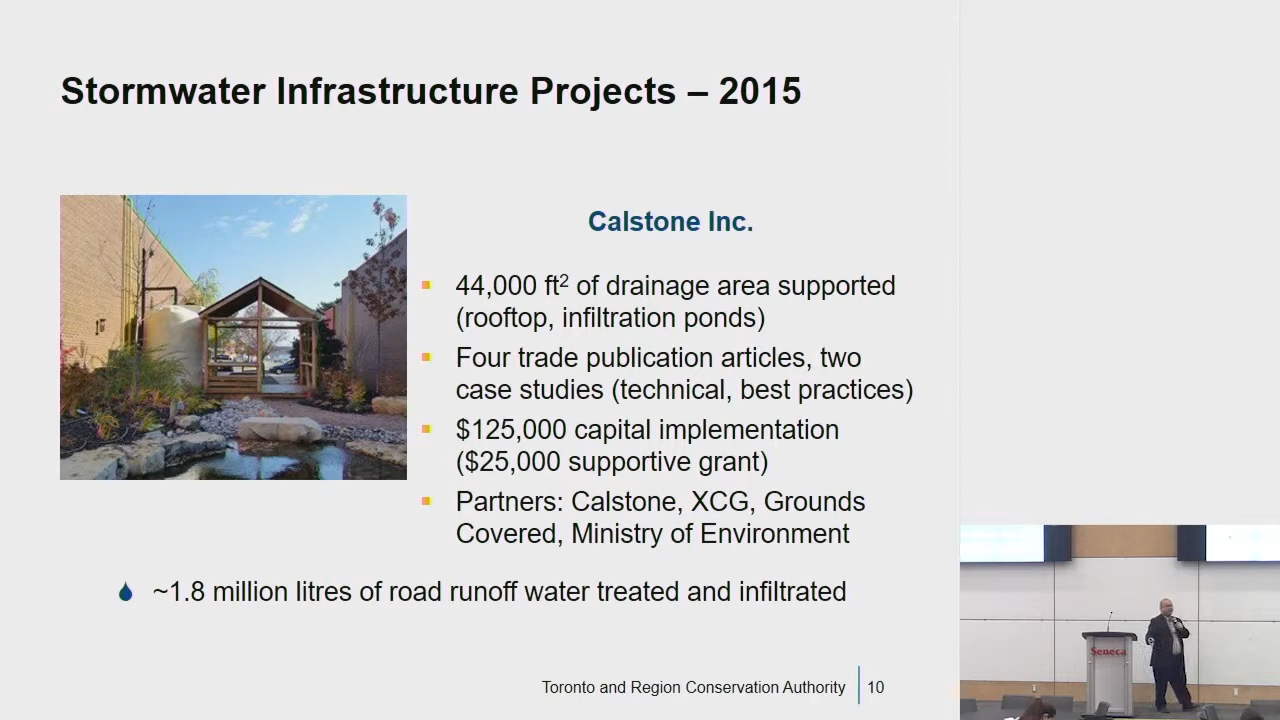 Stormwater Infrastructure Projects – 2015
Calstone Inc.
▪ 44,000 ft² of drainage area supported
(rooftop, infiltration ponds)
▪ Four trade publication articles, two
case studies (technical, best practices)
▪ $125,000 capital implementation
($25,000 supportive grant)
▪ Partners: Calstone, XCG, Grounds
Covered, Ministry of Environment
~1.8 million litres of road runoff water treated and infiltrated
Toronto and Region Conservation Authority 10
Seneca